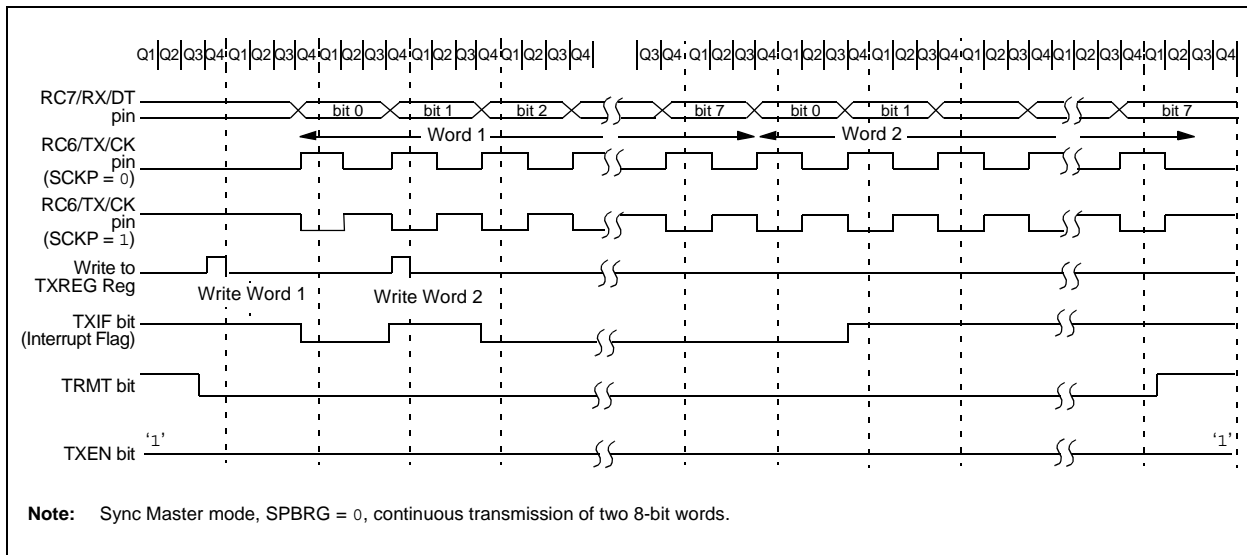 Q1 Q2 Q3 Q4 Q1 Q2 Q3 Q4 Q1 Q2 Q3 Q4 Q1 Q2 Q3 Q4 Q1 Q2 Q3 Q4 Q3 Q4 Q1 Q2 Q3 Q4 Q1 Q2 Q3 Q4 Q1 Q2 Q3 Q4 Q1 Q2 Q3 Q4 Q1 Q2 Q3 Q4 Q1 Q2 Q3 Q4
RC7/RX/DT
pin
bit 0 bit 1 bit 2 bit 7 bit 0 bit 1 bit 7
Word 1 Word 2
RC6/TX/CK
pin
(SCKP = 0)
RC6/TX/CK
pin
(SCKP = 1)
Write to
TXREG Reg
Write Word 1 Write Word 2
TXIF bit
(Interrupt Flag)
TRMT bit
TXEN bit
'1' '1'
Note: Sync Master mode, SPBRG = 0, continuous transmission of two 8-bit words.